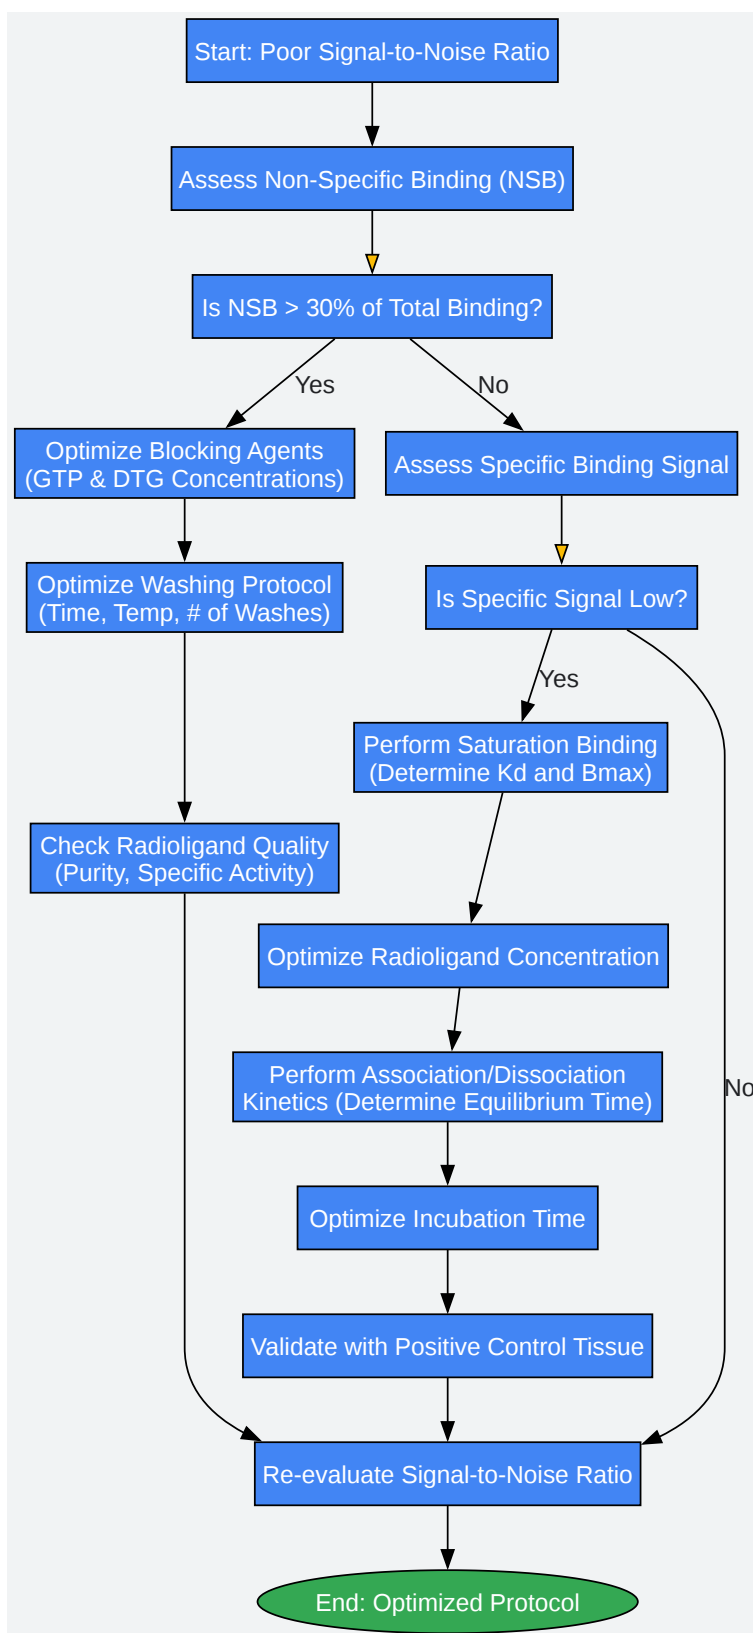 Start: Poor Signal-to-Noise Ratio
Assess Non-Specific Binding (NSB)
Is NSB > 30% of Total Binding?
Yes
No
Optimize Blocking Agents
(GTP & DTG Concentrations)
Assess Specific Binding Signal
Optimize Washing Protocol
(Time, Temp, # of Washes)
Is Specific Signal Low?
Yes
Perform Saturation Binding
(Determine Kd and Bmax)
Check Radioligand Quality
(Purity, Specific Activity)
Optimize Radioligand Concentration
Perform Association/Dissociation
Kinetics (Determine Equilibrium Time)
No
Optimize Incubation Time
Validate with Positive Control Tissue
Re-evaluate Signal-to-Noise Ratio
End: Optimized Protocol